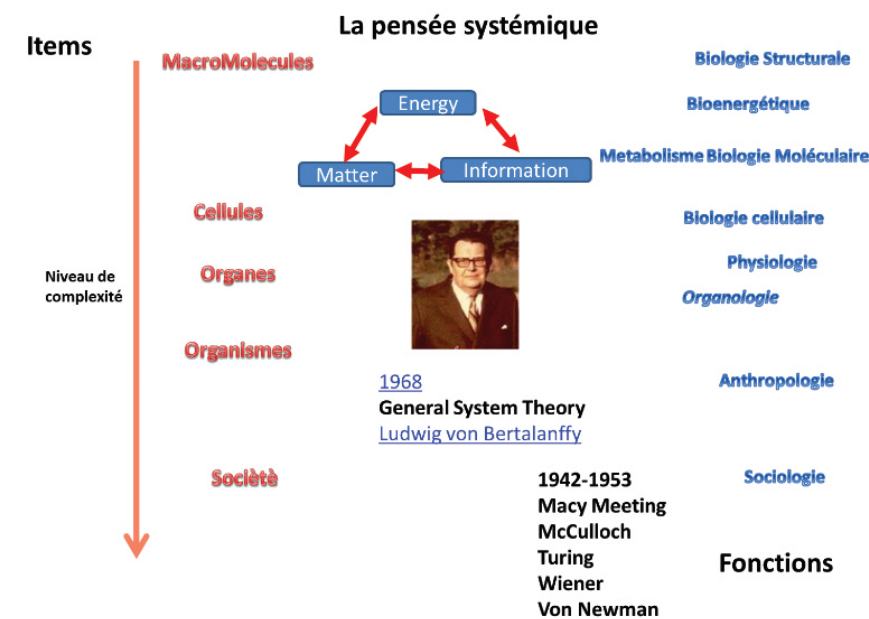 La pensée systémique
Items
MacroMolecules
Biologie Structurale
Energy
Bioenergétique
Matter
Information
Metabolisme Biologie Moléculaire
Cellules
Biologie cellulaire
Niveau de
complexité
Organes
Physiologie
Organologie
Organismes
1968
General System Theory
Ludwig von Bertalanffy
Anthropologie
Sociètè
Sociologie
1942-1953
Macy Meeting
McCulloch
Turing
Wiener
Von Newman
Fonctions